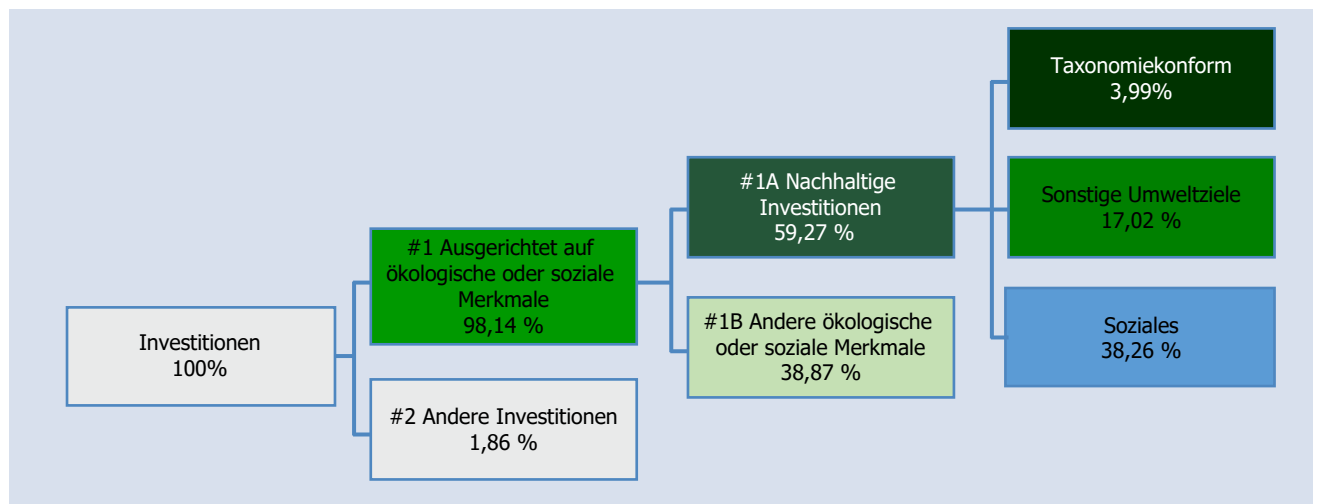 Investitionen
100%
#1 Ausgerichtet auf
ökologische oder soziale
Merkmale
98,14 %
#2 Andere Investitionen
1,86 %
#1A Nachhaltige
Investitionen
59,27 %
#1B Andere ökologische
oder soziale Merkmale
38,87 %
Taxonomiekonform
3,99%
Sonstige Umweltziele
17,02 %
Soziales
38,26 %